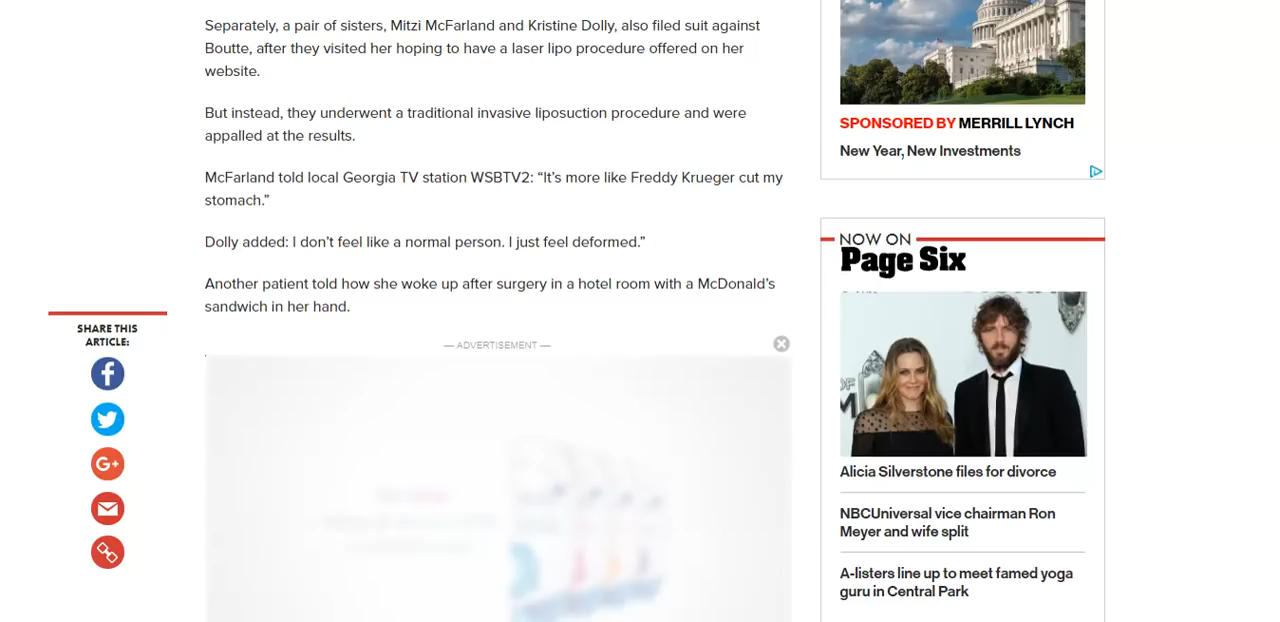 Separately, a pair of sisters, Mitzi McFarland and Kristine Dolly, also filed suit against
Boutte, after they visited her hoping to have a laser lipo procedure offered on her
website.
But instead, they underwent a traditional invasive liposuction procedure and were
appalled at the results.
McFarland told local Georgia TV station WSBTV2: “It’s more like Freddy Krueger cut my
stomach.”
Dolly added: I don’t feel like a normal person. I just feel deformed.”
Another patient told how she woke up after surgery in a hotel room with a McDonald’s
sandwich in her hand.
— ADVERTISEMENT —
SHARE THIS
ARTICLE:
G+
SPONSORED BY MERRILL LYNCH
New Year, New Investments
NOW ON
Page Six
Alicia Silverstone files for divorce
NBCUniversal vice chairman Ron
Meyer and wife split
A-listers line up to meet famed yoga
guru in Central Park